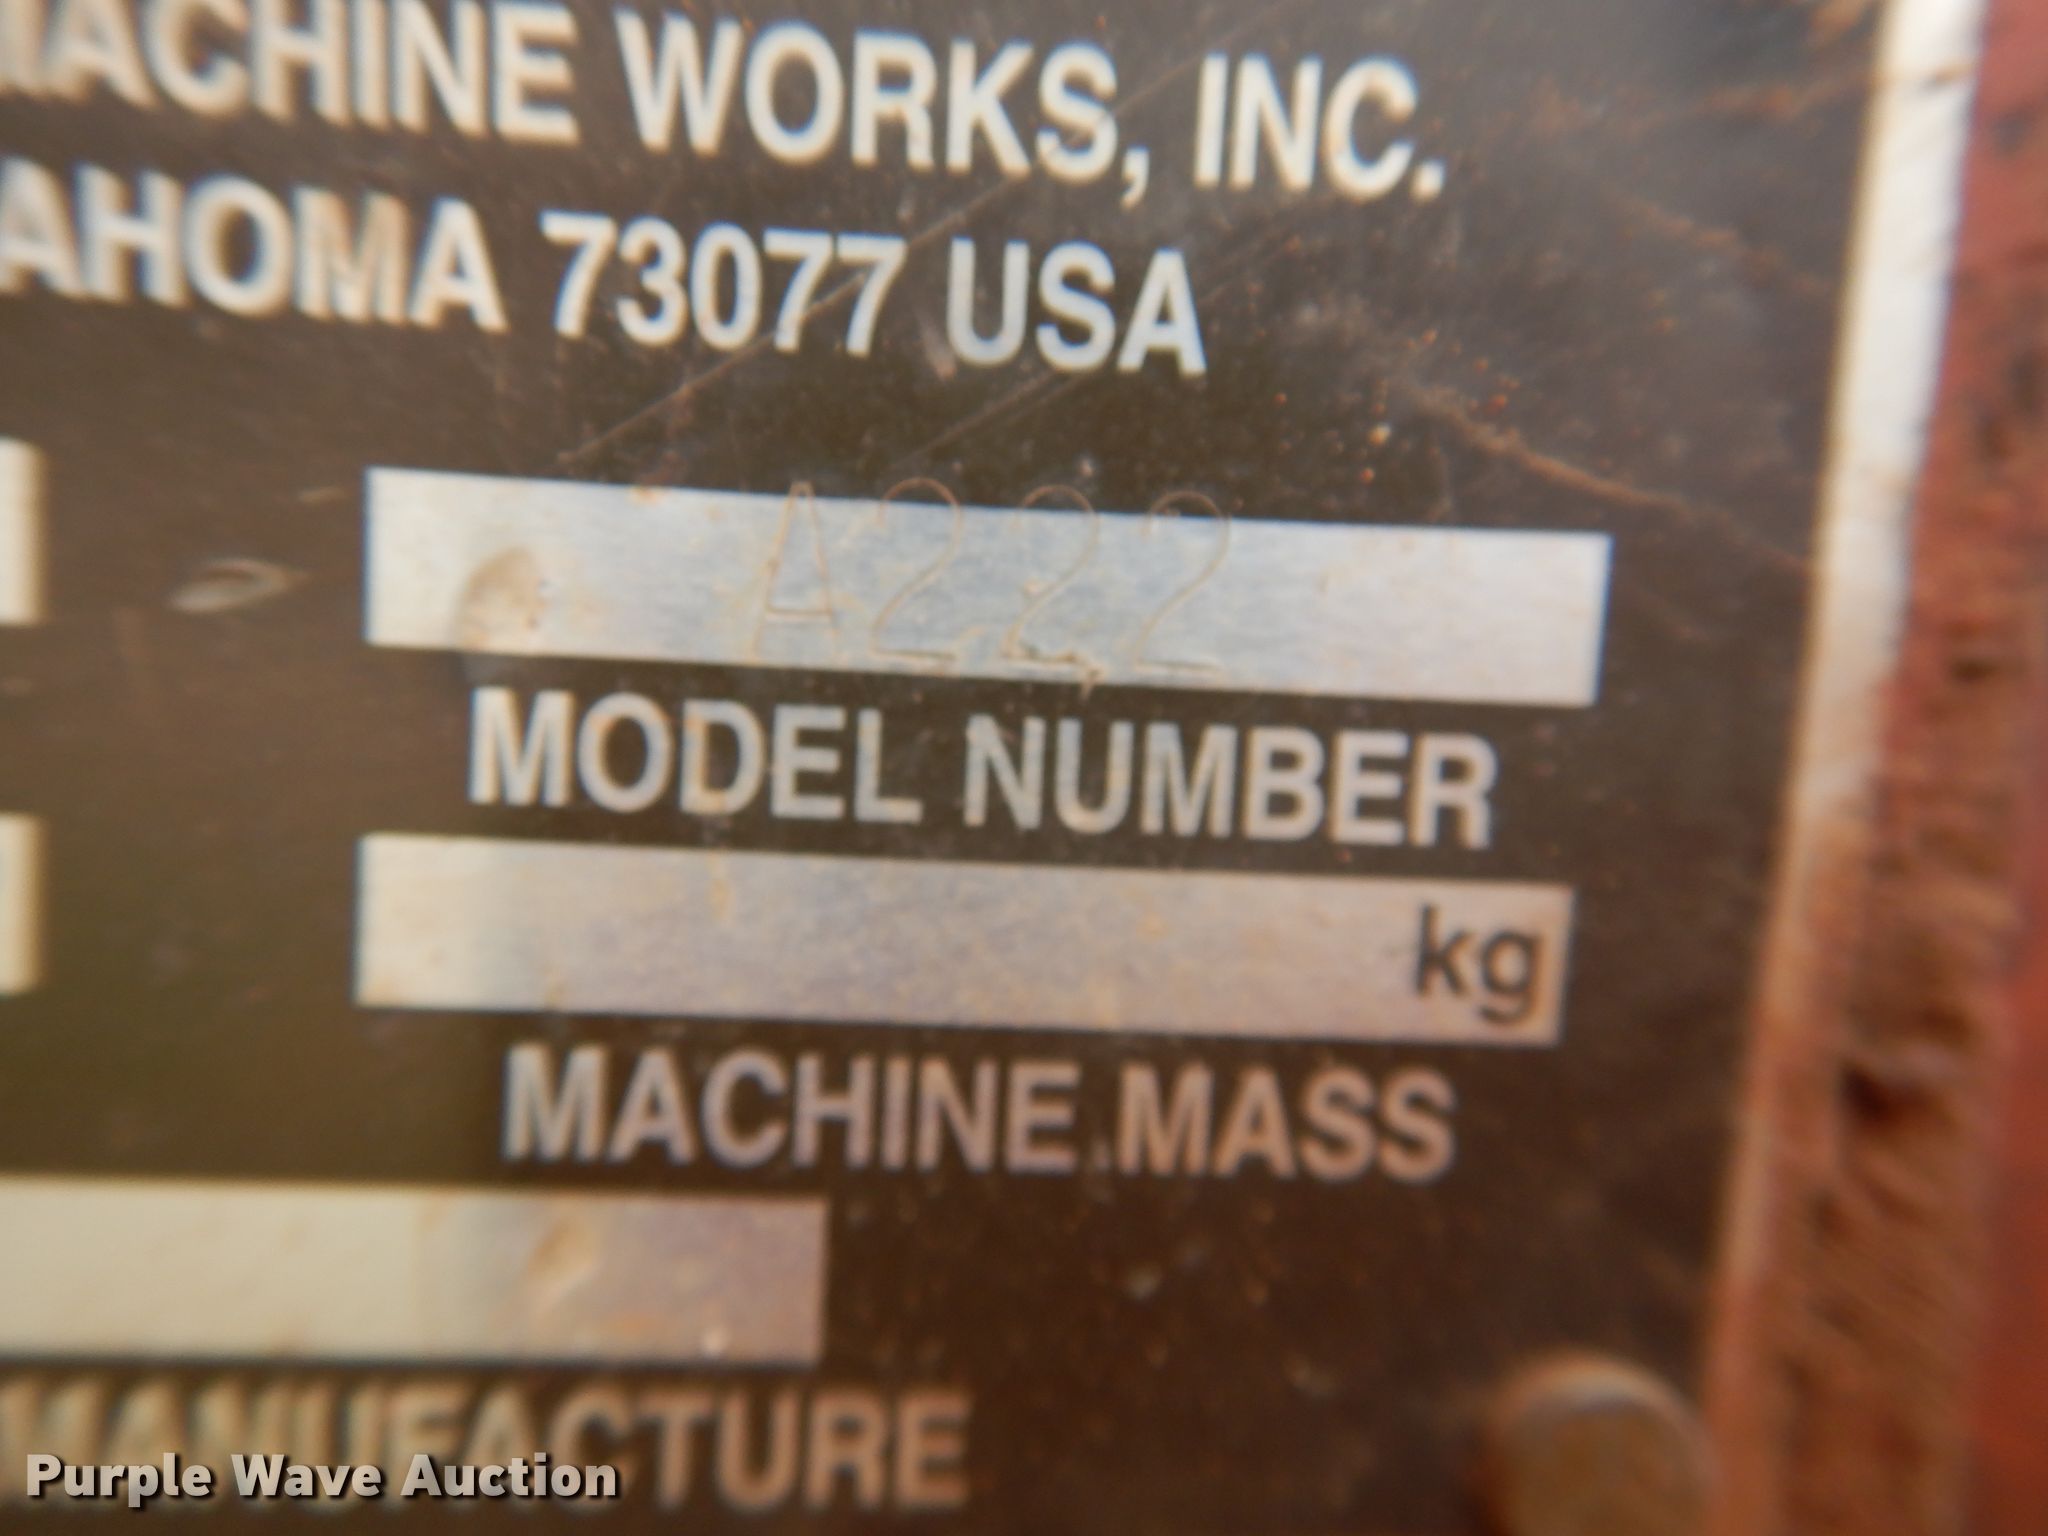 MACHINE WORKS, INC.
AHOMA 73077 USA
A222
MODEL NUMBER
kg
MACHINE MASS
MANUFACTURE
Purple Wave Auction